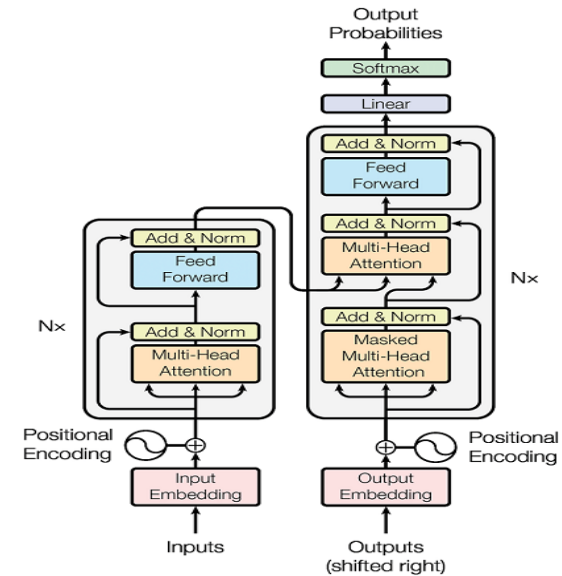 Output
Probabilities
Softmax
Linear
Add & Norm
Feed
Forward
Add & Norm
Multi-Head
Attention
Add & Norm
Masked
Multi-Head
Attention
Nx
Add & Norm
Feed
Forward
Add & Norm
Multi-Head
Attention
Nx
Positional
Encoding
Positional
Encoding
Input
Embedding
Output
Embedding
Inputs
Outputs
(shifted right)